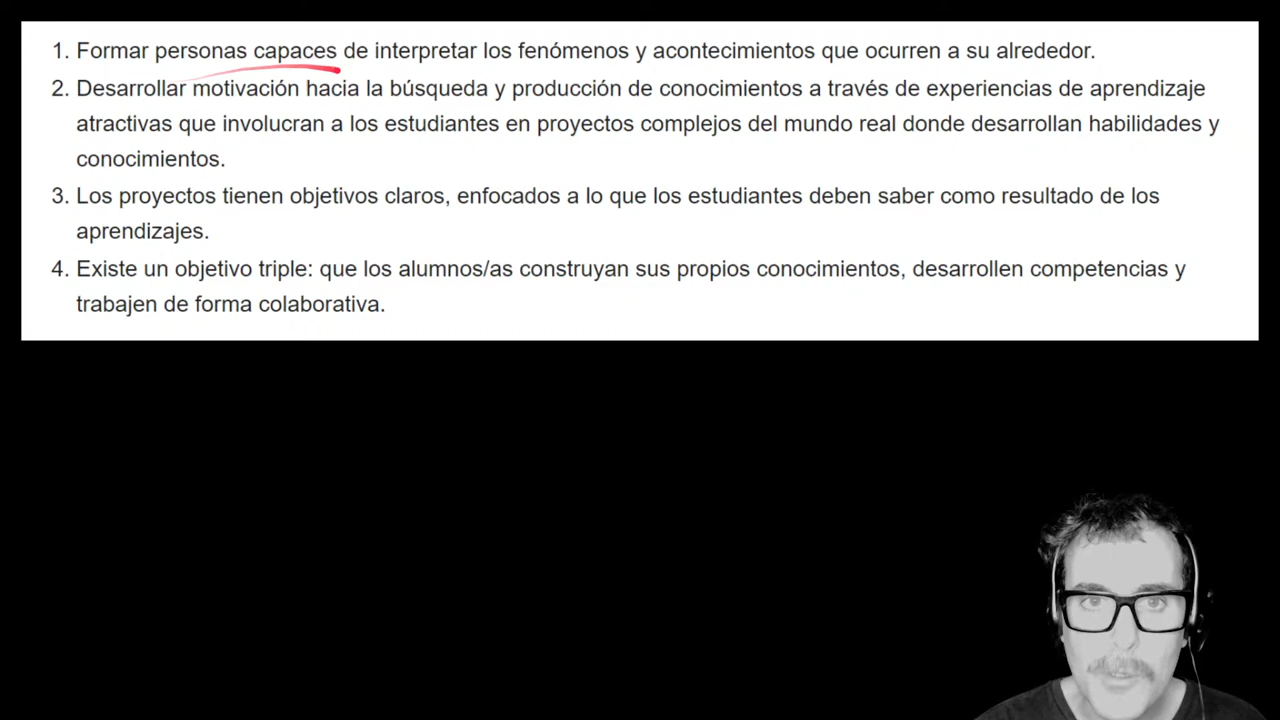 1. Formar personas capaces de interpretar los fenómenos y acontecimientos que ocurren a su alrededor.
2. Desarrollar motivación hacia la búsqueda y producción de conocimientos a través de experiencias de aprendizaje
atractivas que involucran a los estudiantes en proyectos complejos del mundo real donde desarrollan habilidades y
conocimientos.
3. Los proyectos tienen objetivos claros, enfocados a lo que los estudiantes deben saber como resultado de los
aprendizajes.
4. Existe un objetivo triple: que los alumnos/as construyan sus propios conocimientos, desarrollen competencias y
trabajen de forma colaborativa.